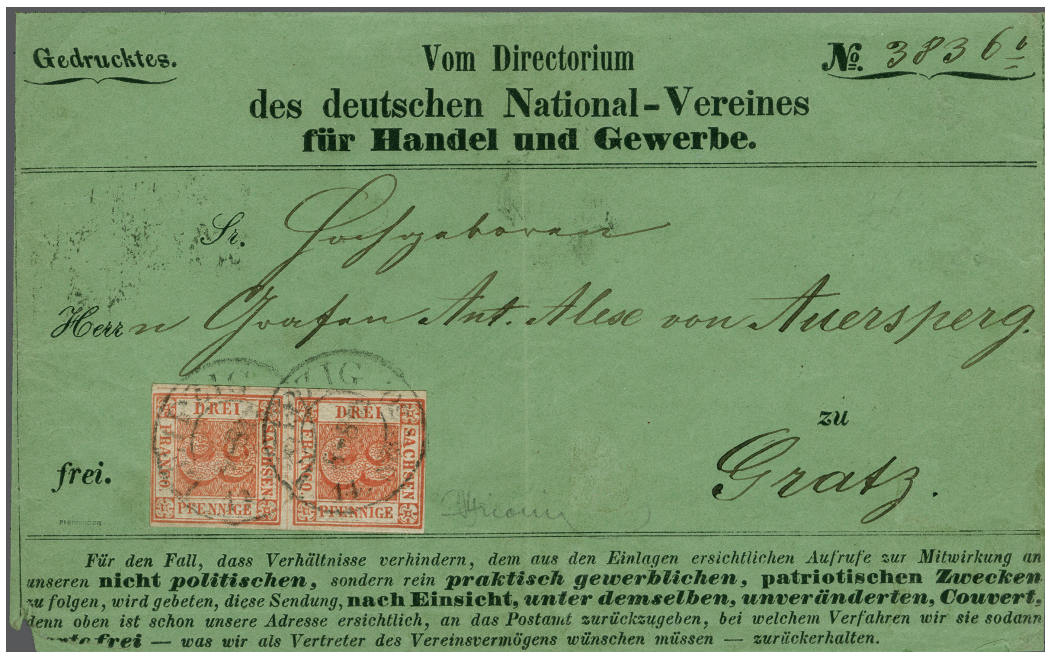 Gedrucktes.
Vom Directorium
No. 3836 b
des deutschen National-Vereines
für Handel und Gewerbe.
Sr. Hochgeboren
Herrn Grafen Ant. Alex von Auersperg.
zu
Gratz.
frei.
DREI
FRANCO
SACHSEN
PFENNIGE
DREI
FRANCO
SACHSEN
PFENNIGE
LEIPZIG
Für den Fall, dass Verhältnisse verhindern, dem aus den Einlagen ersichtlichen Aufrufe zur Mitwirkung an
unseren nicht politischen, sondern rein praktisch gewerblichen, patriotischen Zwecken
zu folgen, wird gebeten, diese Sendung, nach Einsicht, unter demselben, unveränderten, Couvert,
denn oben ist schon unsere Adresse ersichtlich, an das Postamt zurückzugeben, bei welchem Verfahren wir sie sodann
portofrei — was wir als Vertreter des Vereinsvermögens wünschen müssen — zurückerhalten.